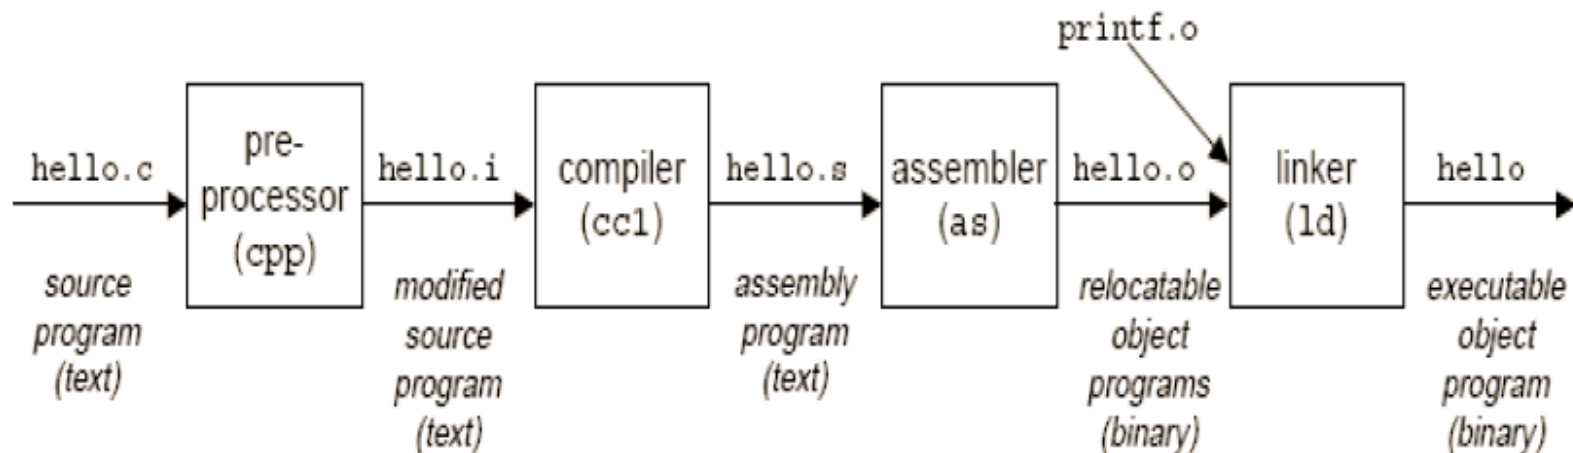 printf.o
hello.c
pre-
processor
(cpp)
hello.i
compiler
(cc1)
hello.s
assembler
(as)
hello.o
linker
(ld)
hello
source
program
(text)
modified
source
program
(text)
assembly
program
(text)
relocatable
object
programs
(binary)
executable
object
program
(binary)